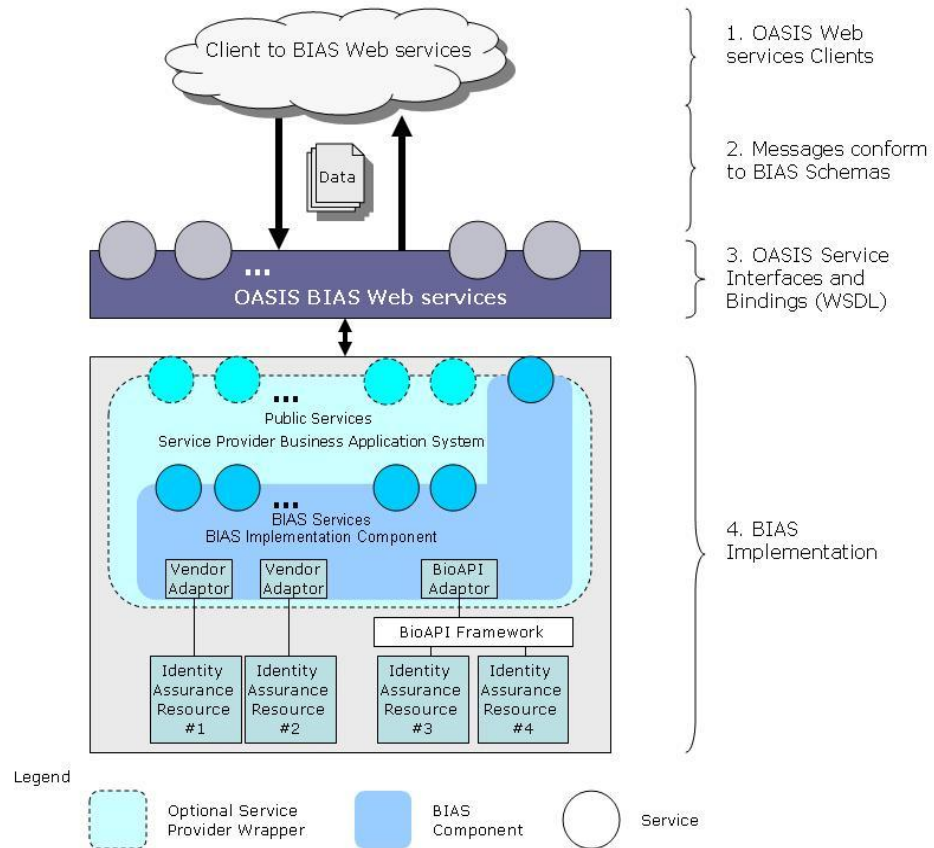 Client to BIAS Web services
Data
...
OASIS BIAS Web services
1. OASIS Web
services Clients
2. Messages conform
to BIAS Schemas
3. OASIS Service
Interfaces and
Bindings (WSDL)
...
Public Services
Service Provider Business Application System
...
BIAS Services
BIAS Implementation Component
Vendor
Adaptor
Vendor
Adaptor
BioAPI
Adaptor
BioAPI Framework
Identity
Assurance
Resource
#1
Identity
Assurance
Resource
#2
Identity
Assurance
Resource
#3
Identity
Assurance
Resource
#4
4. BIAS
Implementation
Legend
Optional Service
Provider Wrapper
BIAS
Component
Service